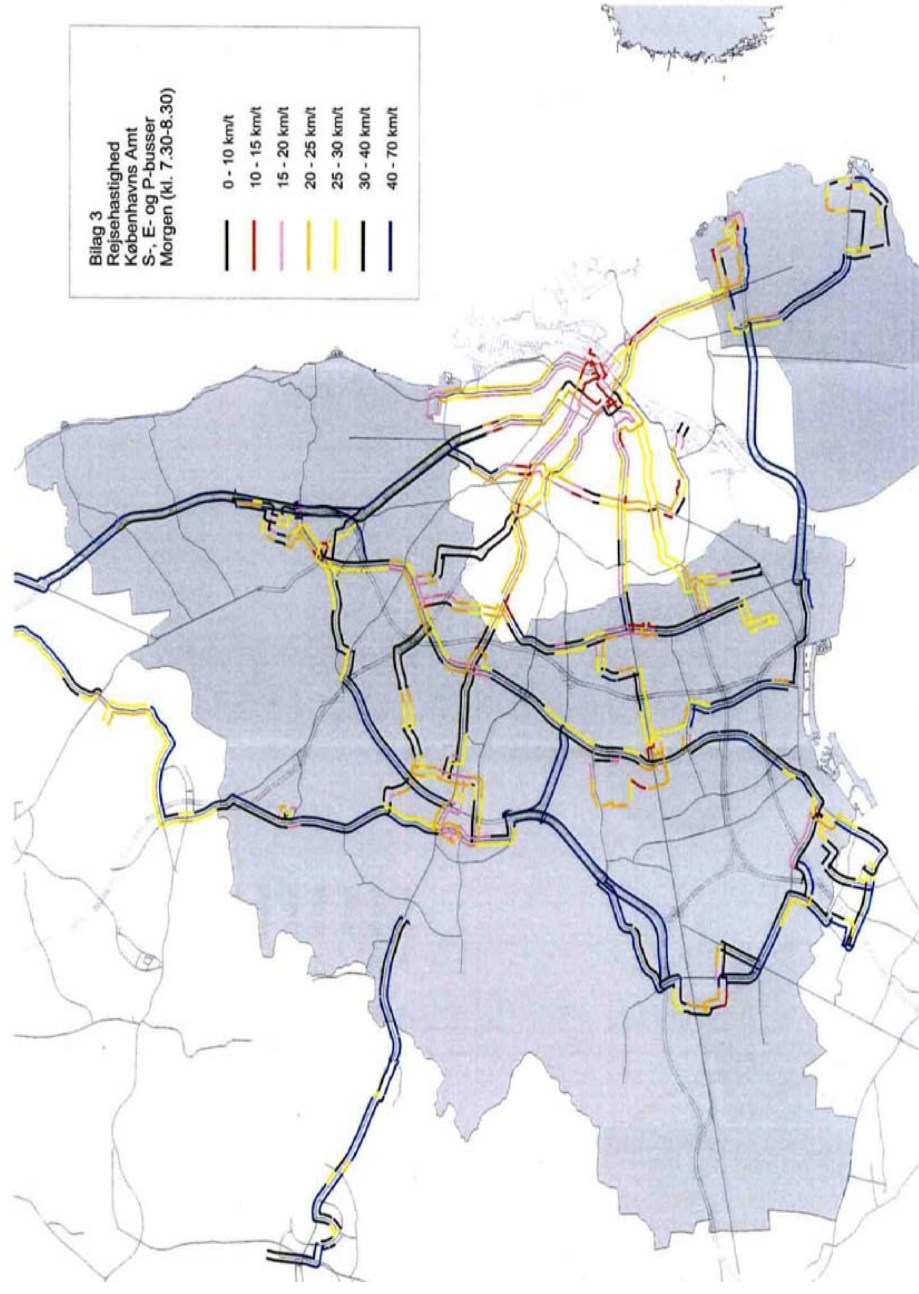 Bilag 3
Rejsehastighed
Københavns Amt
S-, E- og P-busser
Morgen (kl. 7.30-8.30)
0 - 10 km/t
10 - 15 km/t
15 - 20 km/t
20 - 25 km/t
25 - 30 km/t
30 - 40 km/t
40 - 70 km/t